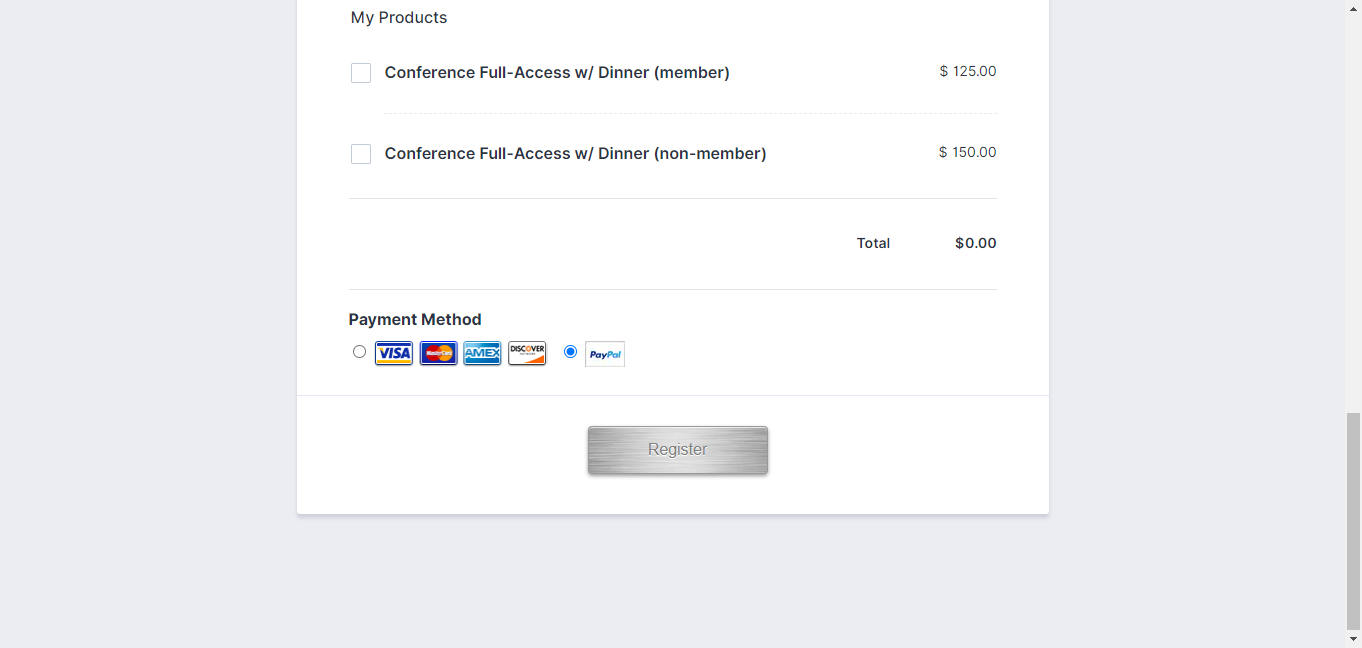 My Products
Conference Full-Access w/ Dinner (member) $ 125.00
Conference Full-Access w/ Dinner (non-member) $ 150.00
Total $0.00
Payment Method
VISA MasterCard AMEX DISCOVER PayPal
Register